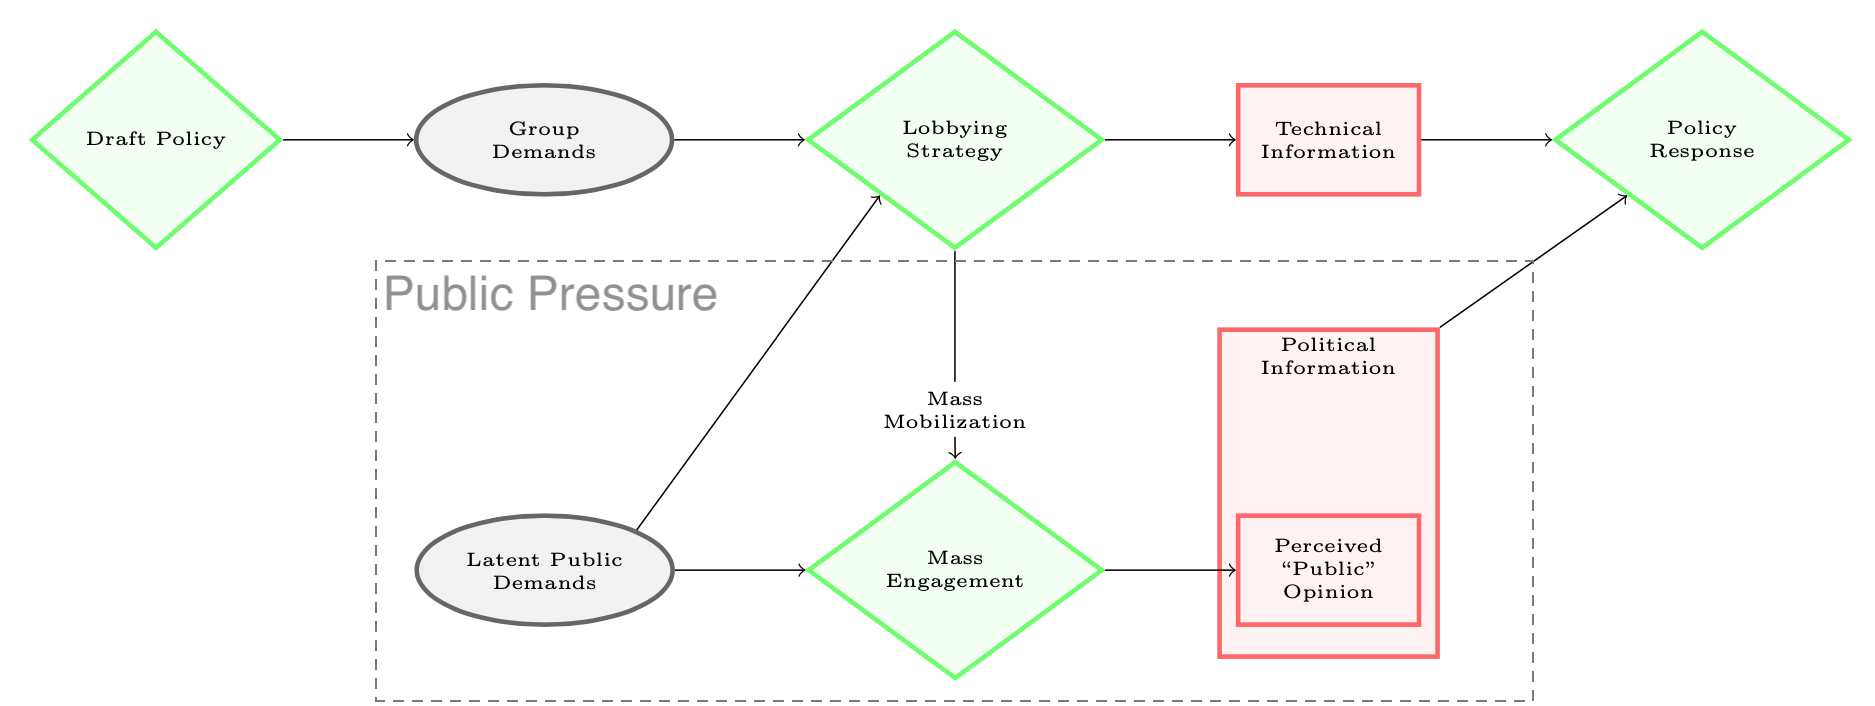 Draft Policy
Group
Demands
Lobbying
Strategy
Technical
Information
Policy
Response
Public Pressure
Political
Information
Mass
Mobilization
Latent Public
Demands
Mass
Engagement
Perceived
“Public”
Opinion